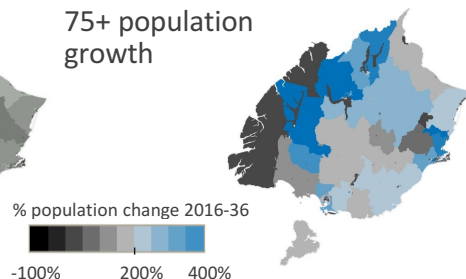 75+ population
growth
% population change 2016-36
-100% 200% 400%